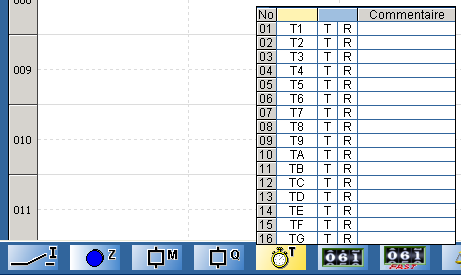 No Commentaire
01 T1 T R
02 T2 T R
03 T3 T R
04 T4 T R
05 T5 T R
06 T6 T R
07 T7 T R
08 T8 T R
09 T9 T R
10 TA T R
11 TB T R
12 TC T R
13 TD T R
14 TE T R
15 TF T R
16 TG T R
009
010
011
I Z M Q T 061 061
FAST